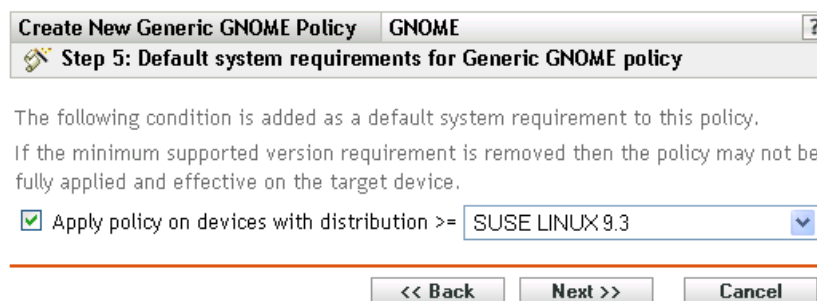 Create New Generic GNOME Policy GNOME ?
Step 5: Default system requirements for Generic GNOME policy
The following condition is added as a default system requirement to this policy.
If the minimum supported version requirement is removed then the policy may not be
fully applied and effective on the target device.
Apply policy on devices with distribution >= SUSE LINUX 9.3
<< Back Next >> Cancel